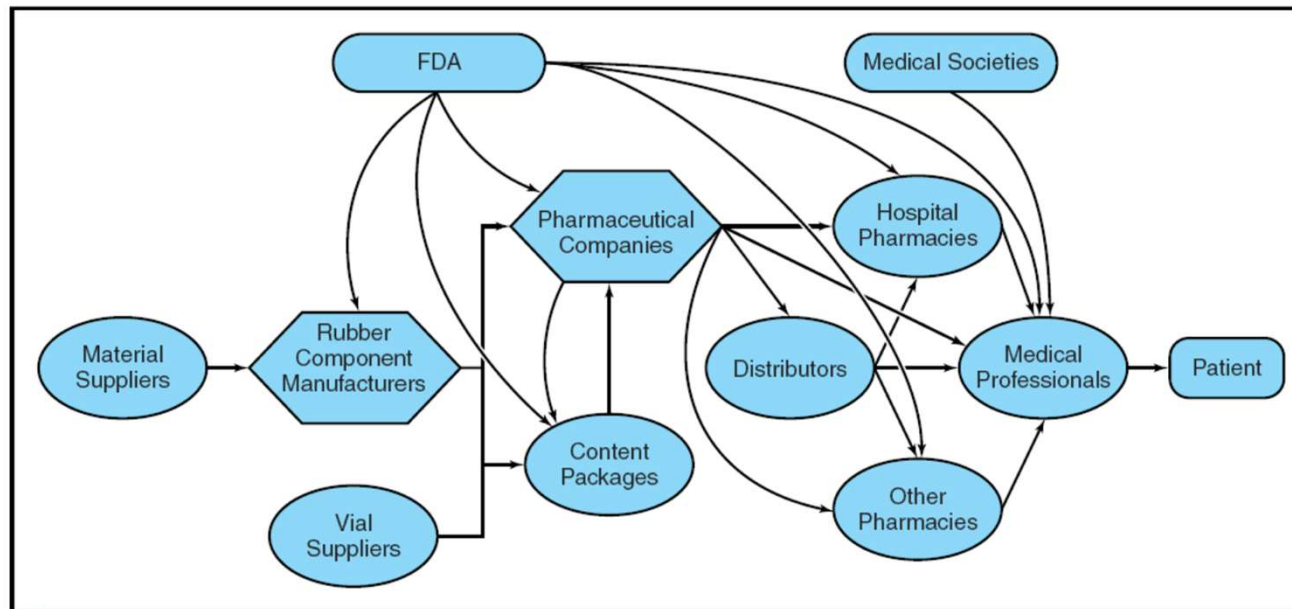 FDA
Medical Societies
Pharmaceutical
Companies
Hospital
Pharmacies
Rubber
Component
Manufacturers
Material
Suppliers
Distributors
Medical
Professionals
Patient
Content
Packages
Vial
Suppliers
Other
Pharmacies